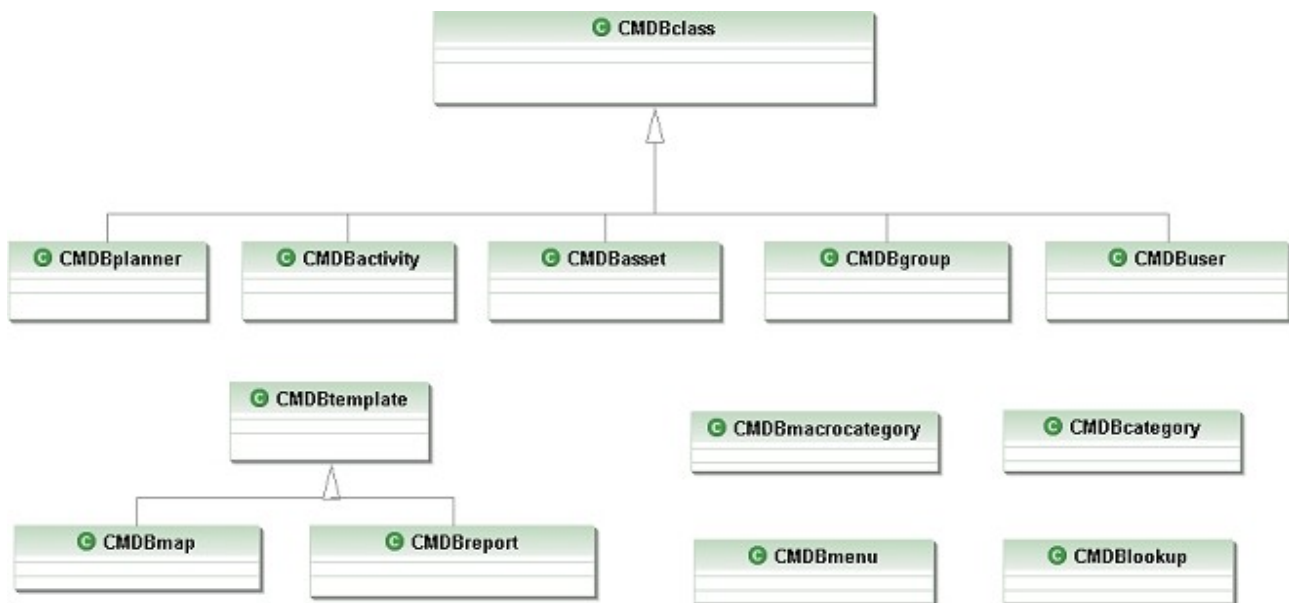 C CMDBclass
C CMDBplanner
C CMDBactivity
C CMDBasset
C CMDBgroup
C CMDBuser
C CMDBtemplate
C CMDBmacrocategory
C CMDBcategory
C CMDBmap
C CMDBreport
C CMDBmenu
C CMDBlookup